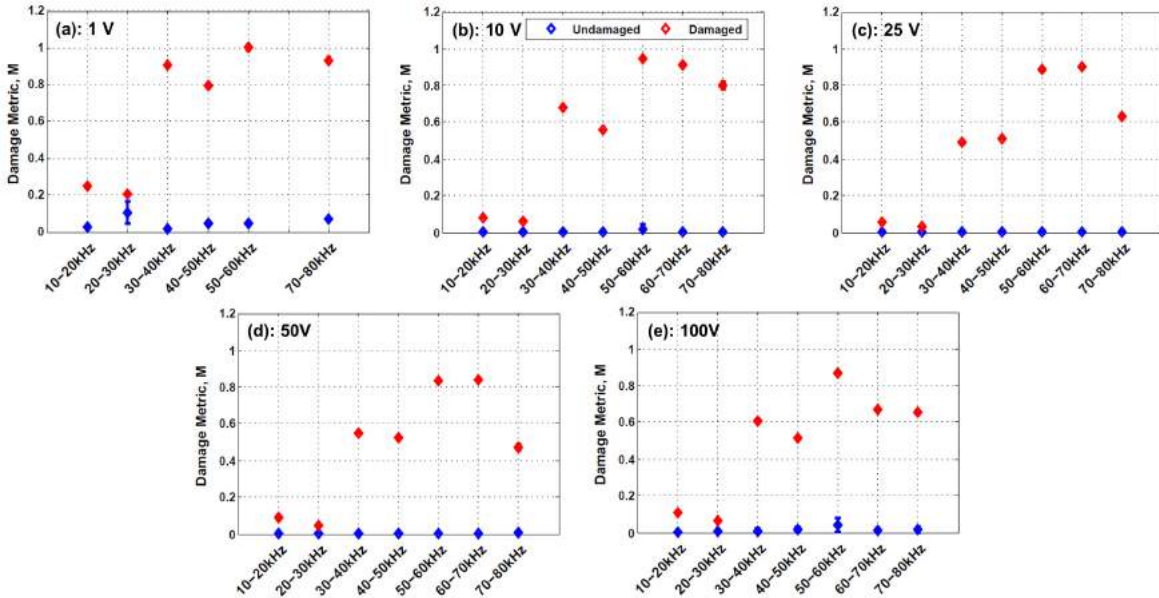 (a): 1 V
Damage Metric, M
1.2
1
0.8
0.6
0.4
0.2
0
10~20kHz
20~30kHz
30~40kHz
40~50kHz
50~60kHz
70~80kHz
(b): 10 V
Undamaged
Damaged
Damage Metric, M
1.2
1
0.8
0.6
0.4
0.2
0
10~20kHz
20~30kHz
30~40kHz
40~50kHz
50~60kHz
60~70kHz
70~80kHz
(c): 25 V
Damage Metric, M
1.2
1
0.8
0.6
0.4
0.2
0
10~20kHz
20~30kHz
30~40kHz
40~50kHz
50~60kHz
60~70kHz
70~80kHz
(d): 50V
Damage Metric, M
1.2
1
0.8
0.6
0.4
0.2
0
10~20kHz
20~30kHz
30~40kHz
40~50kHz
50~60kHz
60~70kHz
70~80kHz
(e): 100V
Damage Metric, M
1.2
1
0.8
0.6
0.4
0.2
0
10~20kHz
20~30kHz
30~40kHz
40~50kHz
50~60kHz
60~70kHz
70~80kHz